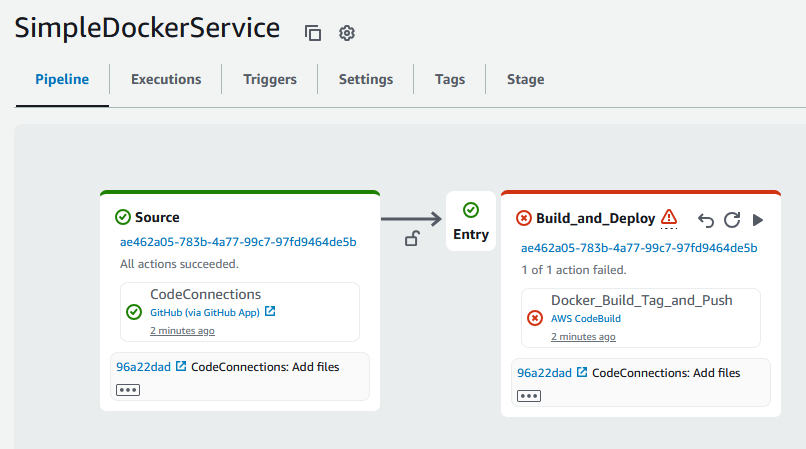 SimpleDockerService
Pipeline Executions Triggers Settings Tags Stage
Source
ae462a05-783b-4a77-99c7-97fd9464de5b
All actions succeeded.
CodeConnections
GitHub (via GitHub App)
2 minutes ago
96a22dad CodeConnections: Add files
Entry
Build_and_Deploy
ae462a05-783b-4a77-99c7-97fd9464de5b
1 of 1 action failed.
Docker_Build_Tag_and_Push
AWS CodeBuild
2 minutes ago
96a22dad CodeConnections: Add files